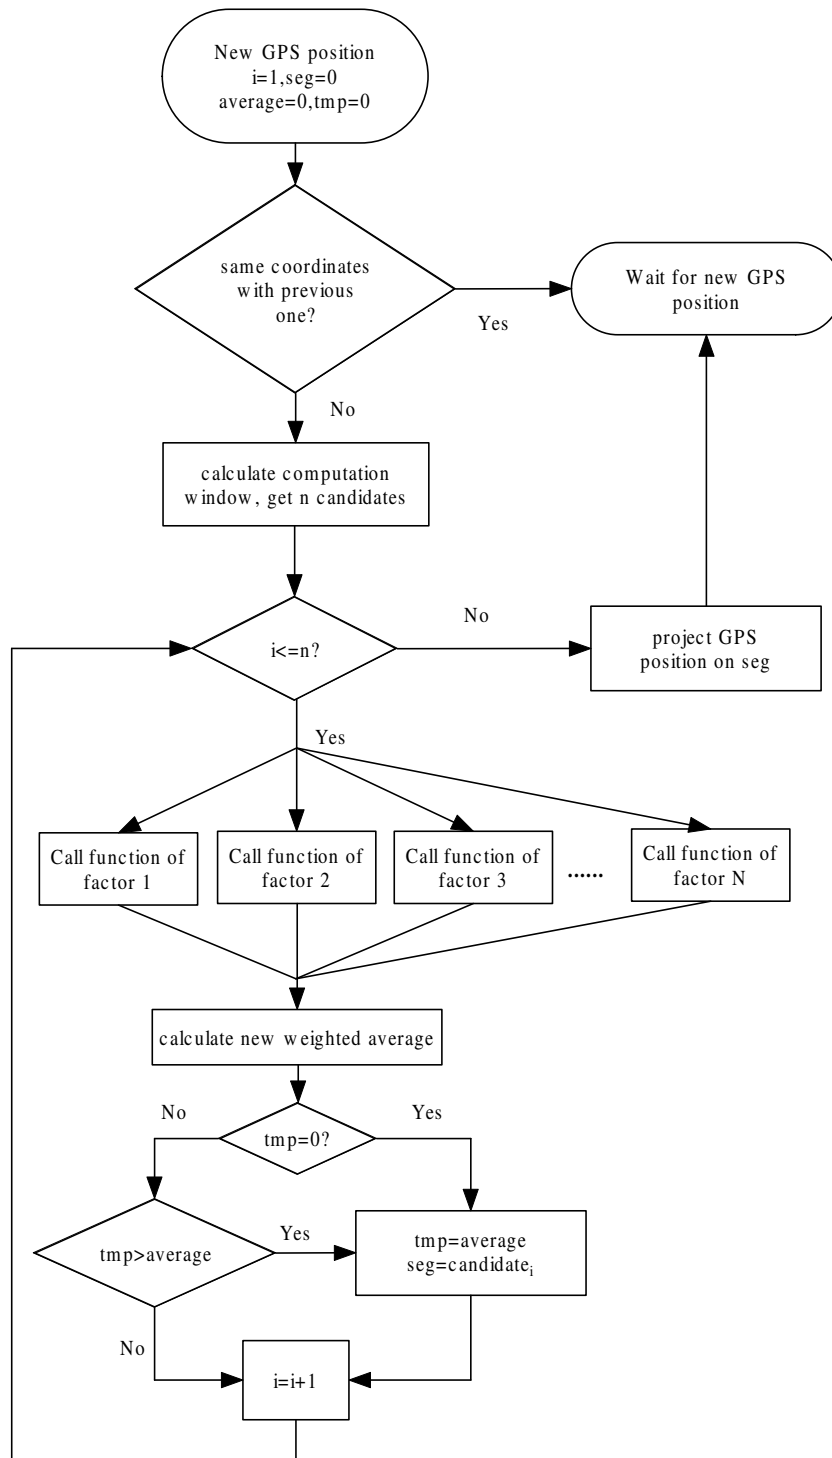 New GPS position
i=1,seg=0
average=0,tmp=0
same coordinates
with previous
one?
Wait for new GPS
position
Yes
No
calculate computation
window, get n candidates
No
i<=n?
project GPS
position on seg
Yes
Call function of
factor 1
Call function of
factor 2
Call function of
factor 3
......
Call function of
factor N
calculate new weighted average
No
Yes
tmp=0?
tmp>average
Yes
tmp=average
seg=candidateᵢ
No
i=i+1